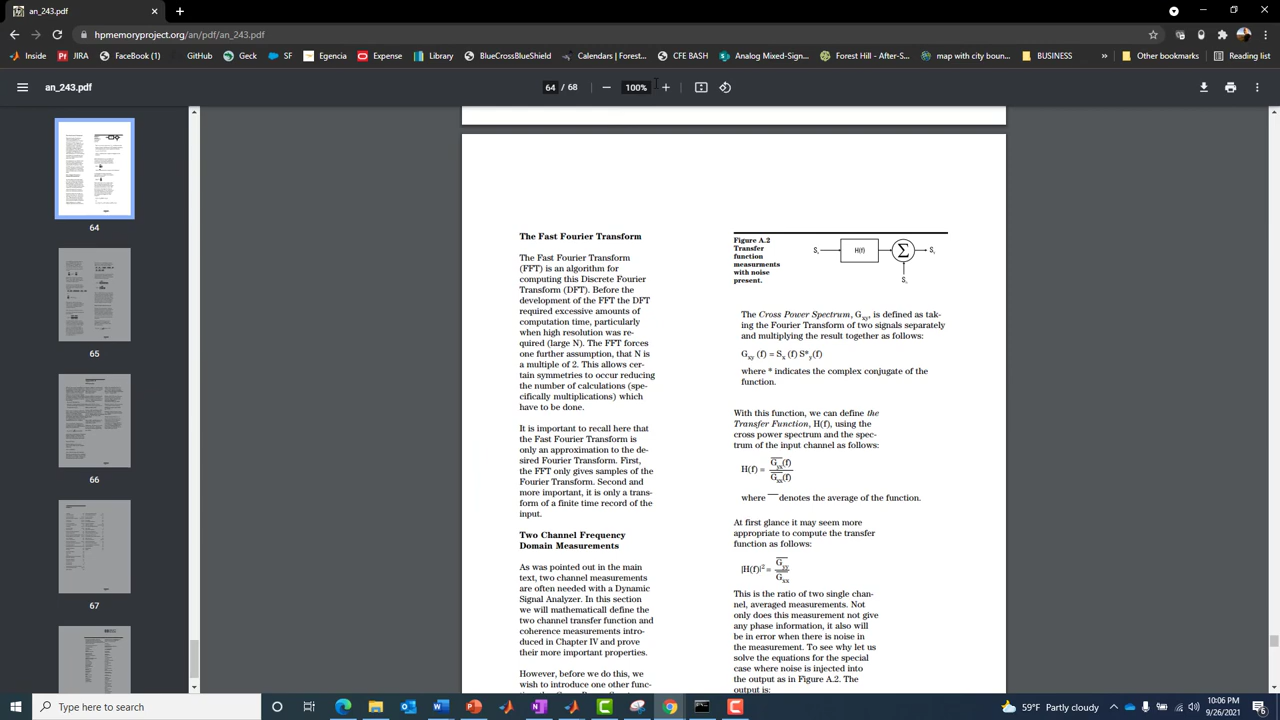 an_243.pdf
hpmemoryproject.org/an/pdf/an_243.pdf
Inside
PTI JIRA
FaceBook
GitHub
SF
Getaba
Expense
Library
BlueCrossBlueShield
Calendars | Forest...
CFE BASH
Analog Mixed-Sign...
Forest Hill - After-S...
map with city boun...
BUSINESS
»
Other bookmarks
Reading list
an_243.pdf
64 / 68
100%
64
65
66
67
The Fast Fourier Transform
The Fast Fourier Transform
(FFT) is an algorithm for
computing this Discrete Fourier
Transform (DFT). Before the
development of the FFT the DFT
required excessive amounts of
computation time, particularly
when high resolution was re-
quired (large N). The FFT forces
one further assumption, that N is
a multiple of 2. This allows cer-
tain symmetries to occur reducing
the number of calculations (spe-
cifically multiplications) which
have to be done.
It is important to recall here that
the Fast Fourier Transform is
only an approximation to the de-
sired Fourier Transform. First,
the FFT only gives samples of the
Fourier Transform. Second and
more important, it is only a trans-
form of a finite time record of the
input.
Two Channel Frequency
Domain Measurements
As was pointed out in the main
text, two channel measurements
are often needed with a Dynamic
Signal Analyzer. In this section
we will mathematicall define the
two channel transfer function and
coherence measurements intro-
duced in Chapter IV and prove
their more important properties.
However, before we do this, we
wish to introduce one other func-
Figure A.2
Transfer
function
measurments
with noise
present.
H(f)
Σ
The Cross Power Spectrum, Gxy, is defined as tak-
ing the Fourier Transform of two signals separately
and multiplying the result together as follows:
Gxy (f) = Sx (f) S*y(f)
where * indicates the complex conjugate of the
function.
With this function, we can define the
Transfer Function, H(f), using the
cross power spectrum and the spec-
trum of the input channel as follows:
H(f) = Gyx(f)
Gxx(f)
where — denotes the average of the function.
At first glance it may seem more
appropriate to compute the transfer
function as follows:
|H(f)|² = Gyy
Gxx
This is the ratio of two single chan-
nel, averaged measurements. Not
only does this measurement not give
any phase information, it also will
be in error when there is noise in
the measurement. To see why let us
solve the equations for the special
case where noise is injected into
the output as in Figure A.2. The
output is:
Type here to search
59°F Partly cloudy
10:06 PM
9/26/2021